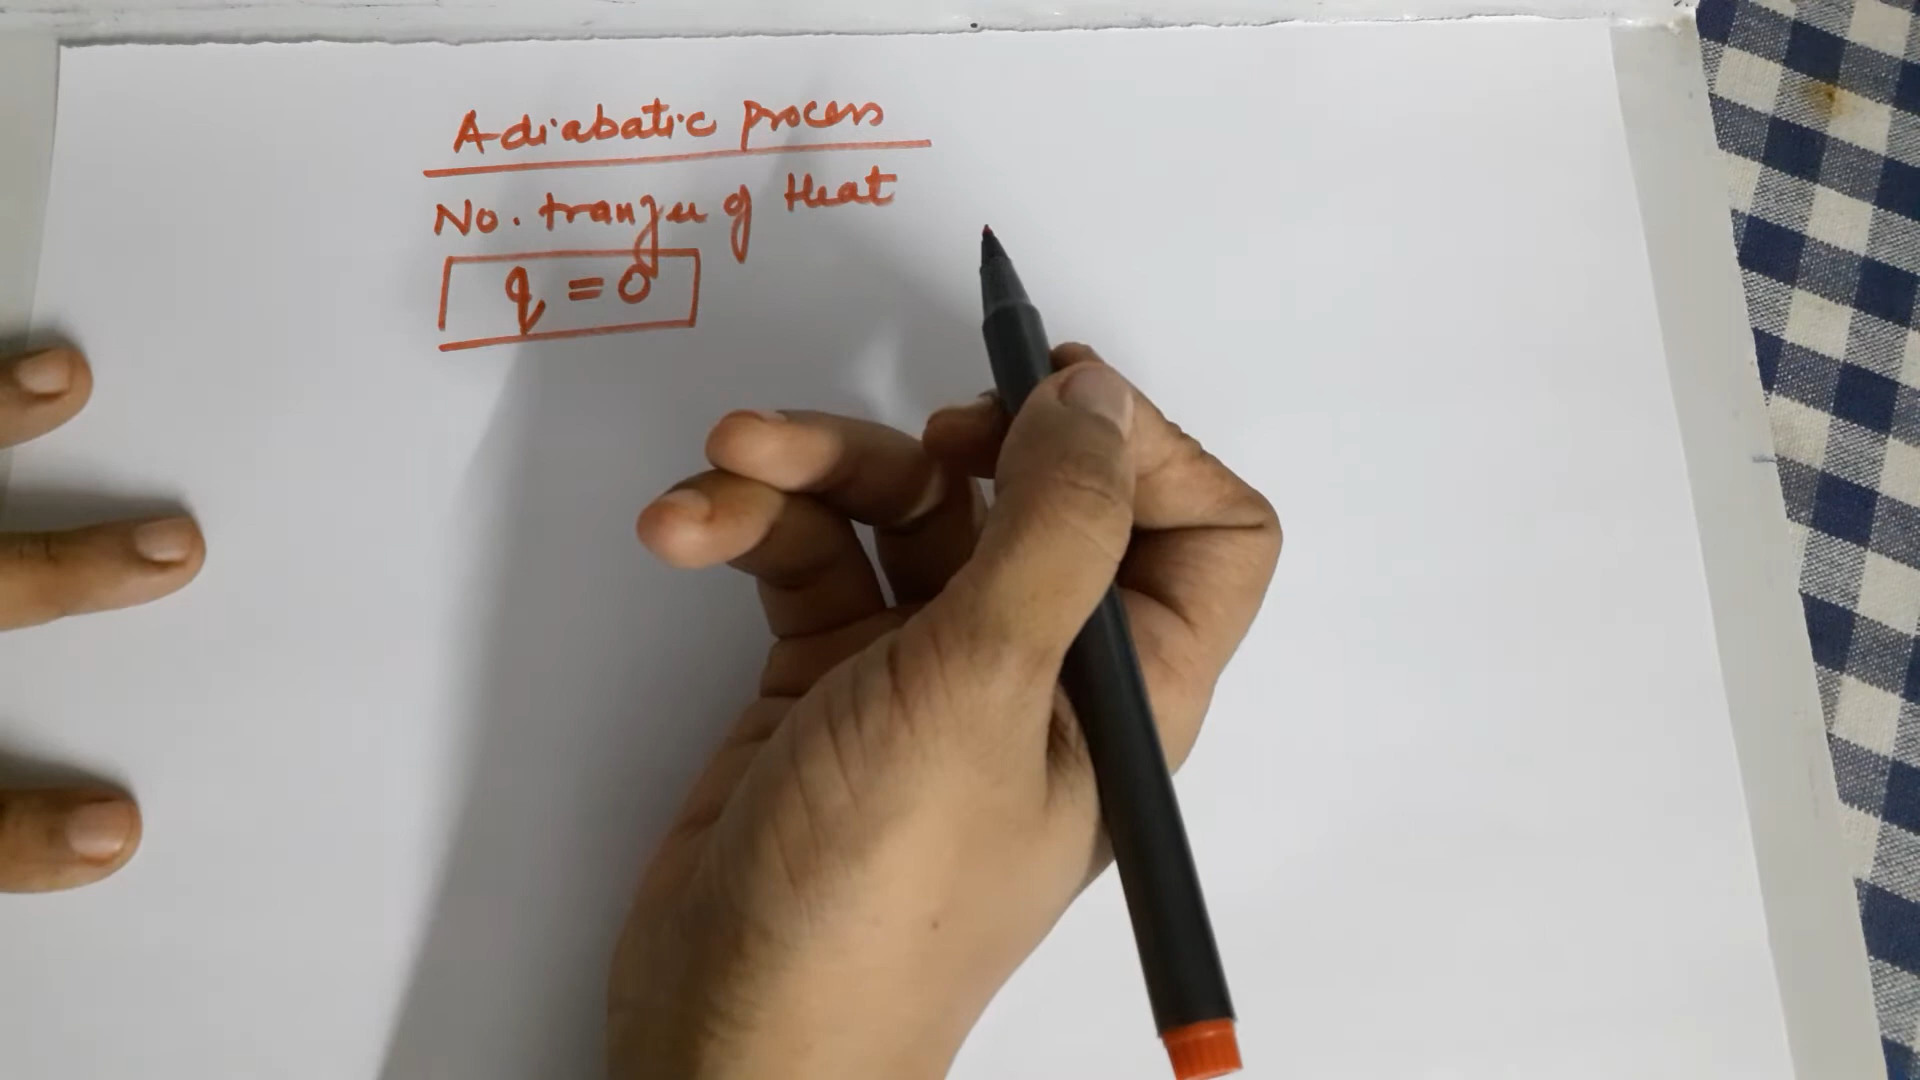 Adiabatic process
No. transfer of Heat
q = 0